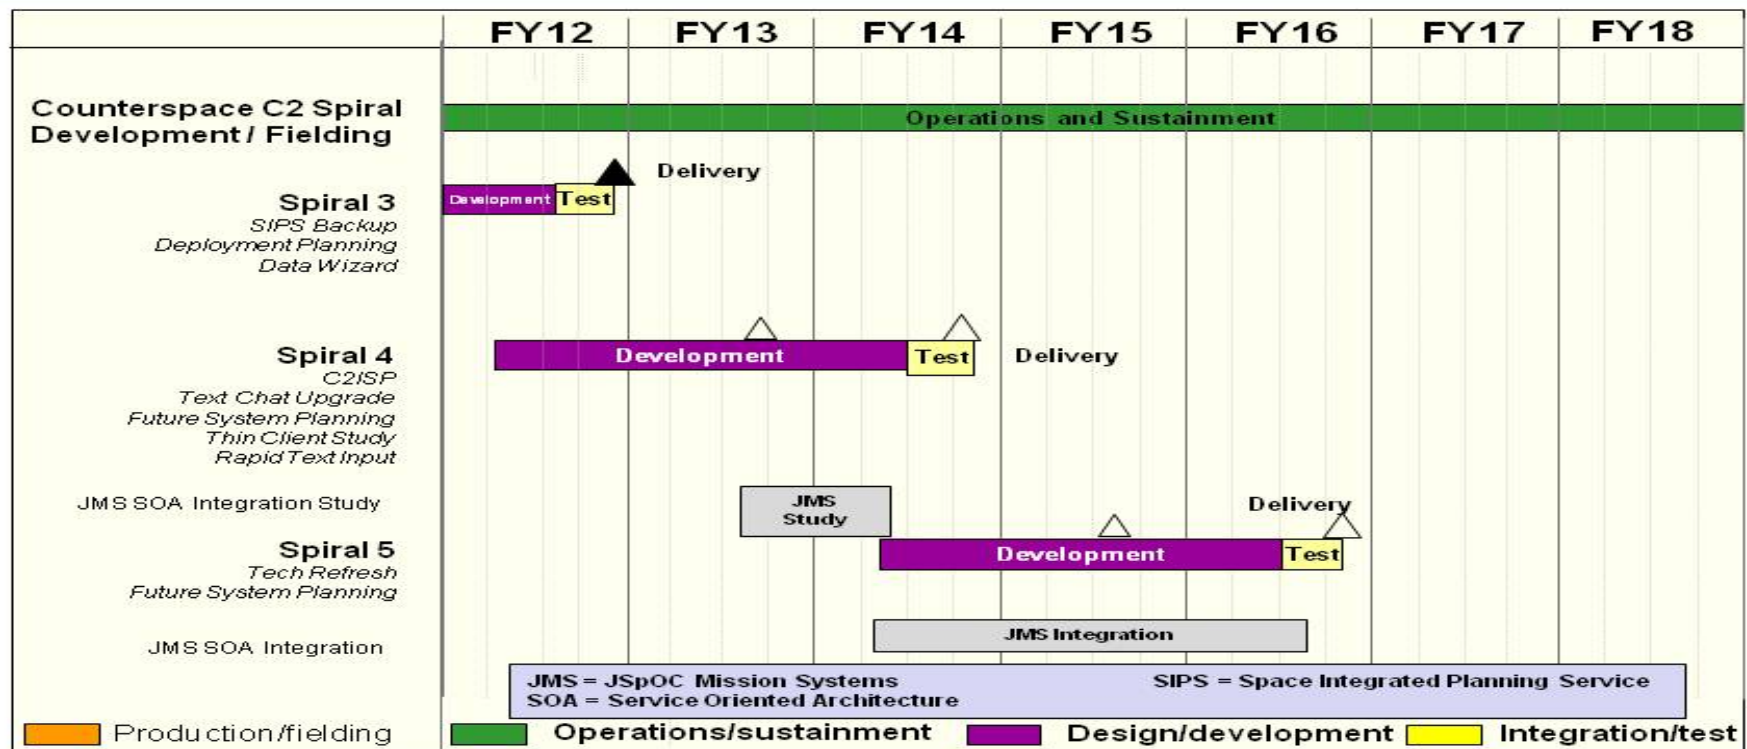 FY12 FY13 FY14 FY15 FY16 FY17 FY18
Counterspace C2 Spiral
Development / Fielding
Operations and Sustainment
Delivery
Spiral 3
Development
Test
SIPS Backup
Deployment Planning
Data Wizard
Spiral 4
Development
Test
Delivery
C2ISP
Text Chat Upgrade
Future System Planning
Thin Client Study
Rapid Text Input
JMS SOA Integration Study
JMS
Study
Delivery
Spiral 5
Development
Test
Tech Refresh
Future System Planning
JMS SOA Integration
JMS Integration
JMS = JSpOC Mission Systems
SOA = Service Oriented Architecture
SIPS = Space Integrated Planning Service
Production/fielding
Operations/sustainment
Design/development
Integration/test